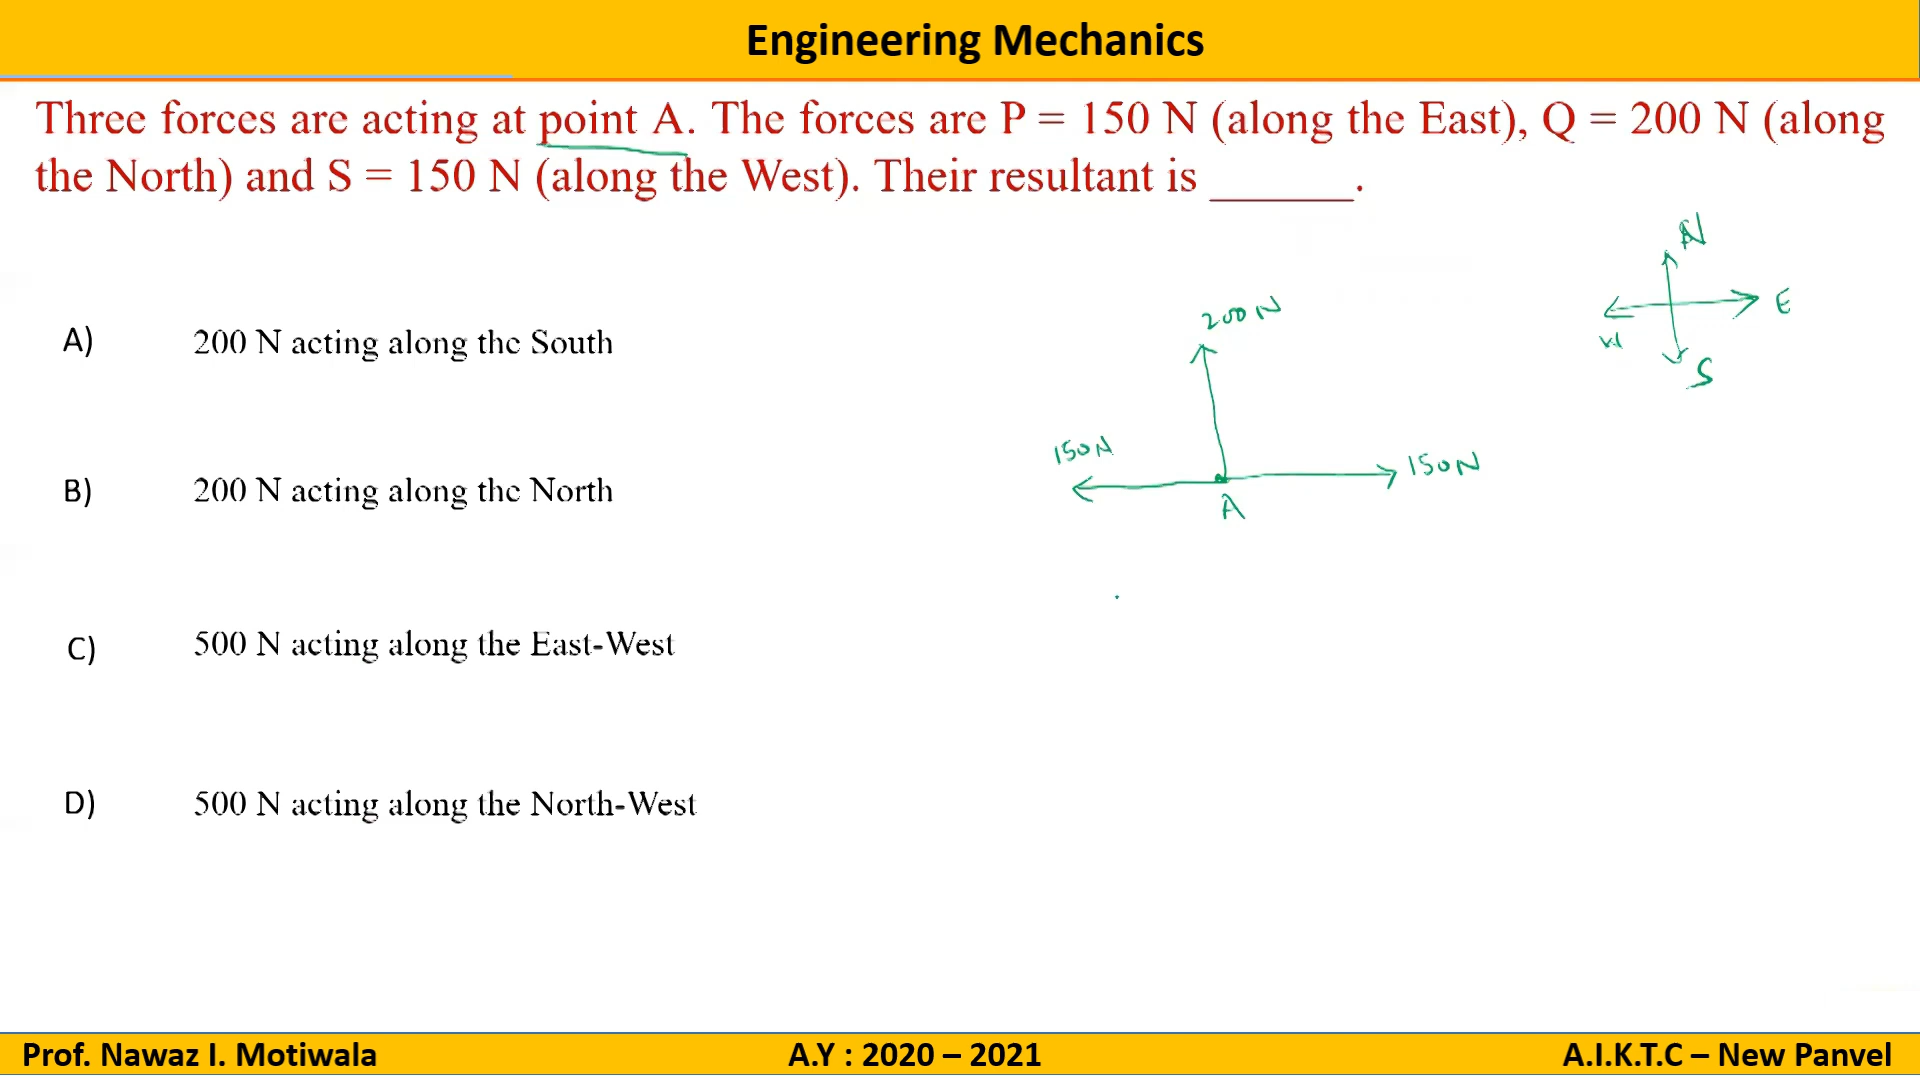 Engineering Mechanics
Three forces are acting at point A. The forces are P = 150 N (along the East), Q = 200 N (along
the North) and S = 150 N (along the West). Their resultant is ______.
N
E
W
S
200 N
150N
150N
A
A) 200 N acting along the South
B) 200 N acting along the North
C) 500 N acting along the East-West
D) 500 N acting along the North-West
Prof. Nawaz I. Motiwala A.Y : 2020 – 2021 A.I.K.T.C – New Panvel